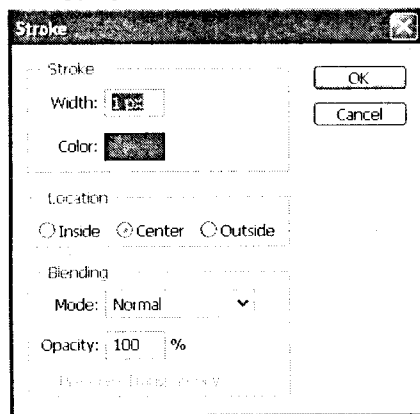 Stroke
Stroke
OK
Width: 1 px
Cancel
Color:
Location
Inside Center Outside
Blending
Mode: Normal
Opacity: 100 %